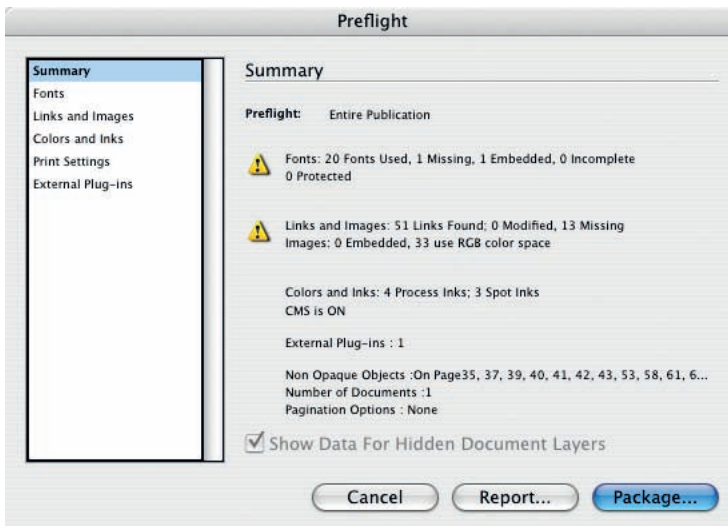 Preflight
Summary
Fonts
Links and Images
Colors and Inks
Print Settings
External Plug-ins
Summary
Preflight: Entire Publication
Fonts: 20 Fonts Used, 1 Missing, 1 Embedded, 0 Incomplete
0 Protected
Links and Images: 51 Links Found; 0 Modified, 13 Missing
Images: 0 Embedded, 33 use RGB color space
Colors and Inks: 4 Process Inks; 3 Spot Inks
CMS is ON
External Plug-ins : 1
Non Opaque Objects :On Page35, 37, 39, 40, 41, 42, 43, 53, 58, 61, 6...
Number of Documents :1
Pagination Options : None
Show Data For Hidden Document Layers
Cancel Report... Package...